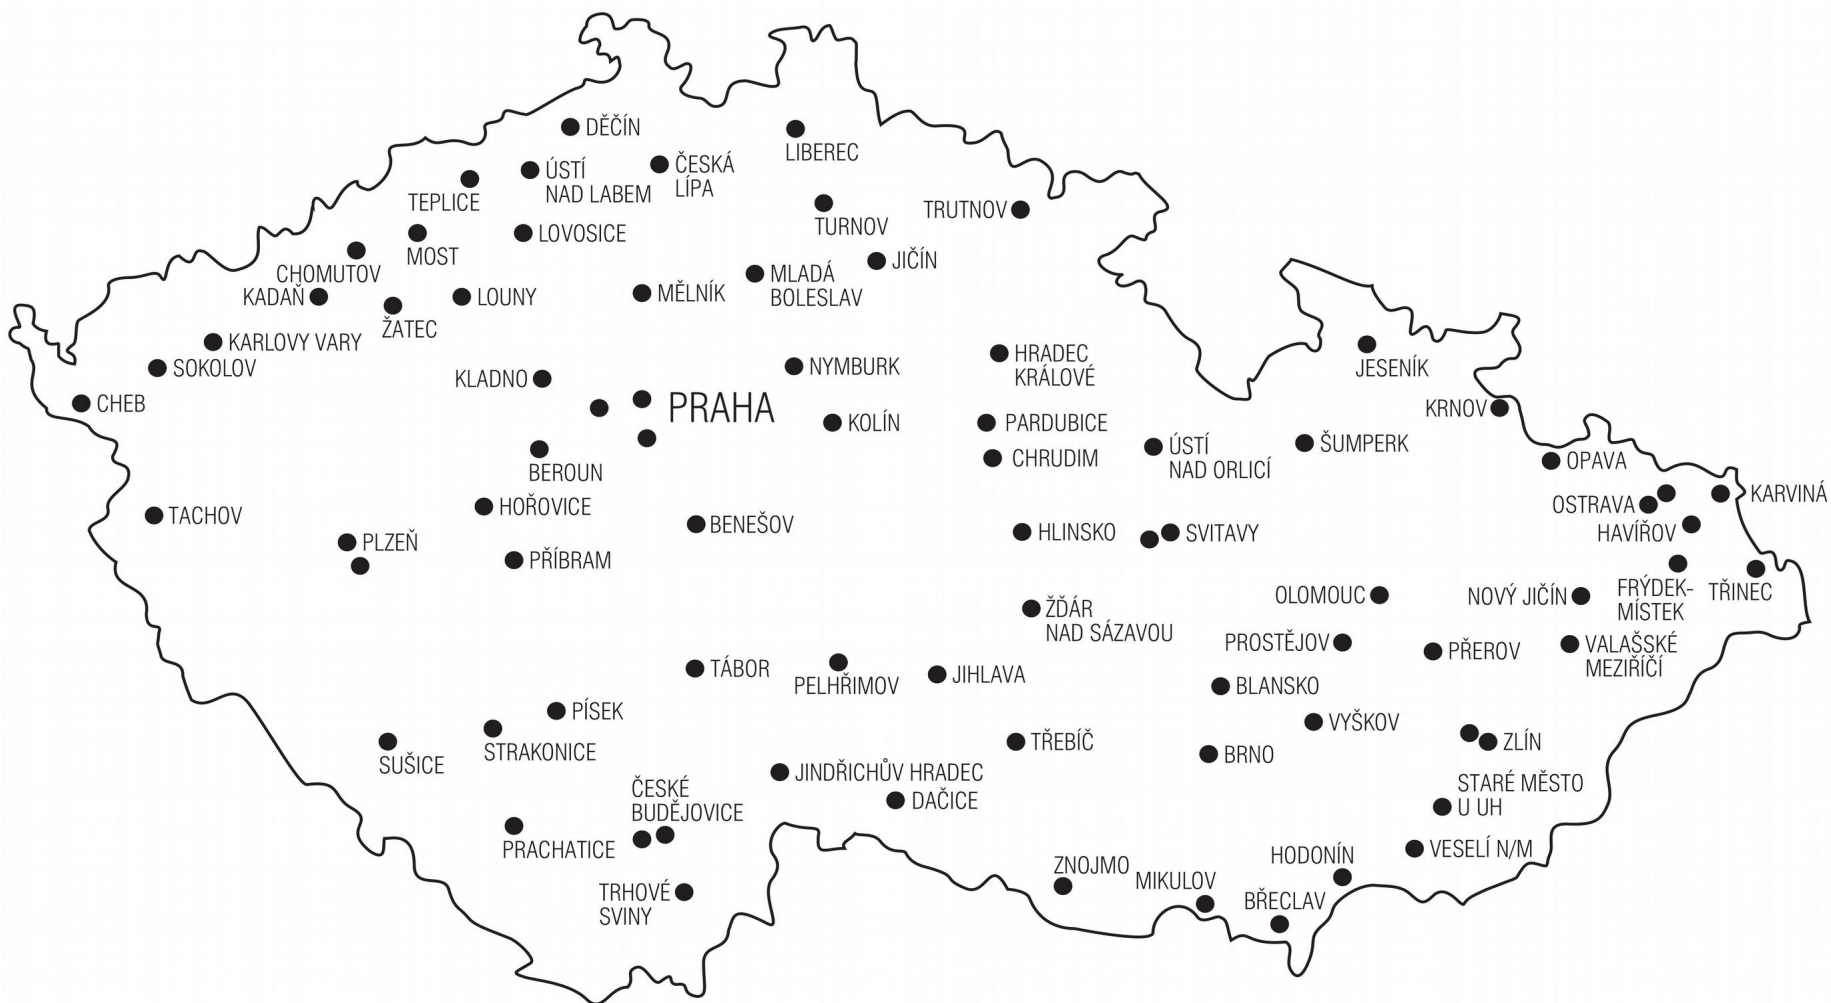 DĚČÍN
LIBEREC
ÚSTÍ
NAD LABEM
ČESKÁ
LÍPA
TEPLICE
TURNOV
TRUTNOV
LOVOSICE
MOST
CHOMUTOV
JIČÍN
MLADÁ
BOLESLAV
KADAŇ
LOUNY
MĚLNÍK
ŽATEC
KARLOVY VARY
SOKOLOV
HRADEC
KRÁLOVÉ
JESENÍK
NYMBURK
KLADNO
CHEB
PRAHA
KRNOV
KOLÍN
PARDUBICE
ÚSTÍ
NAD ORLICÍ
ŠUMPERK
CHRUDIM
OPAVA
BEROUN
KARVINÁ
OSTRAVA
HOŘOVICE
TACHOV
BENEŠOV
HLINSKO
SVITAVY
HAVÍŘOV
PLZEŇ
PŘÍBRAM
FRÝDEK-
MÍSTEK
TŘINEC
OLOMOUC
NOVÝ JIČÍN
ŽĎÁR
NAD SÁZAVOU
PROSTĚJOV
PŘEROV
VALAŠSKÉ
MEZIŘÍČÍ
TÁBOR
PELHŘIMOV
JIHLAVA
BLANSKO
PÍSEK
VYŠKOV
STRAKONICE
SUŠICE
TŘEBÍČ
BRNO
ZLÍN
JINDŘICHŮV HRADEC
DAČICE
ČESKÉ
BUDĚJOVICE
STARÉ MĚSTO
U UH
PRACHATICE
VESELÍ N/M
HODONÍN
ZNOJMO
MIKULOV
BŘECLAV
TRHOVÉ
SVINY